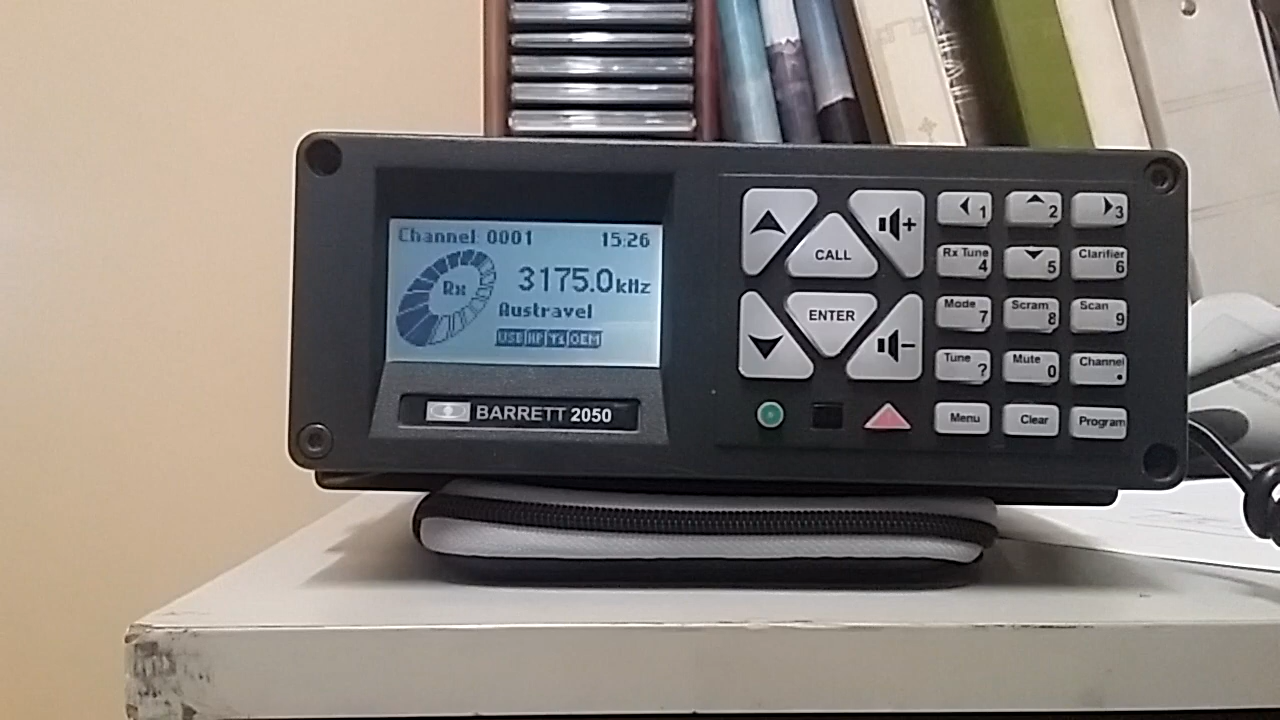 Channel 0001 15:26
Rx
3175.0kHz
Austravel
USB HP Ts OEM
BARRETT 2050
CALL
ENTER
1
2
3
Rx Tune 4
5
Clarifier 6
Mode 7
Scram 8
Scan 9
Tune ?
Mute 0
Channel .
Menu
Clear
Program